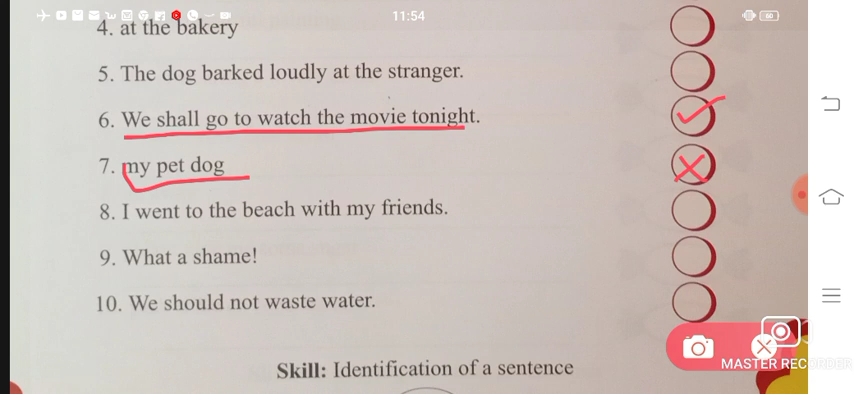 11:54
4. at the bakery
5. The dog barked loudly at the stranger.
6. We shall go to watch the movie tonight.
7. my pet dog
8. I went to the beach with my friends.
9. What a shame!
10. We should not waste water.
MASTER RECORDER
Skill: Identification of a sentence